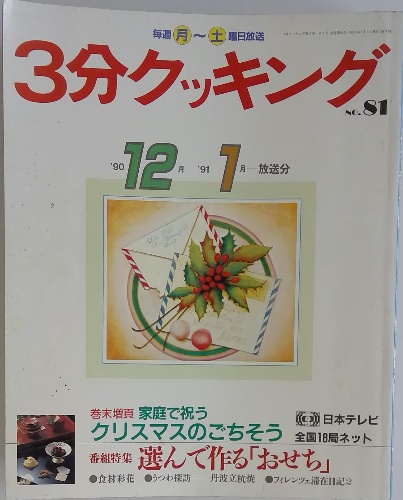 毎週月〜土曜日放送
3分クッキング
NO.81
'90 12月 '91 1月 放送分
巻末増頁 家庭で祝う
クリスマスのごちそう
日本テレビ
全国18局ネット
番組特集 選んで作る「おせち」
●食材彩花 ●うつわ探訪 丹波立杭焼 ●フィレンツェ滞在日記2